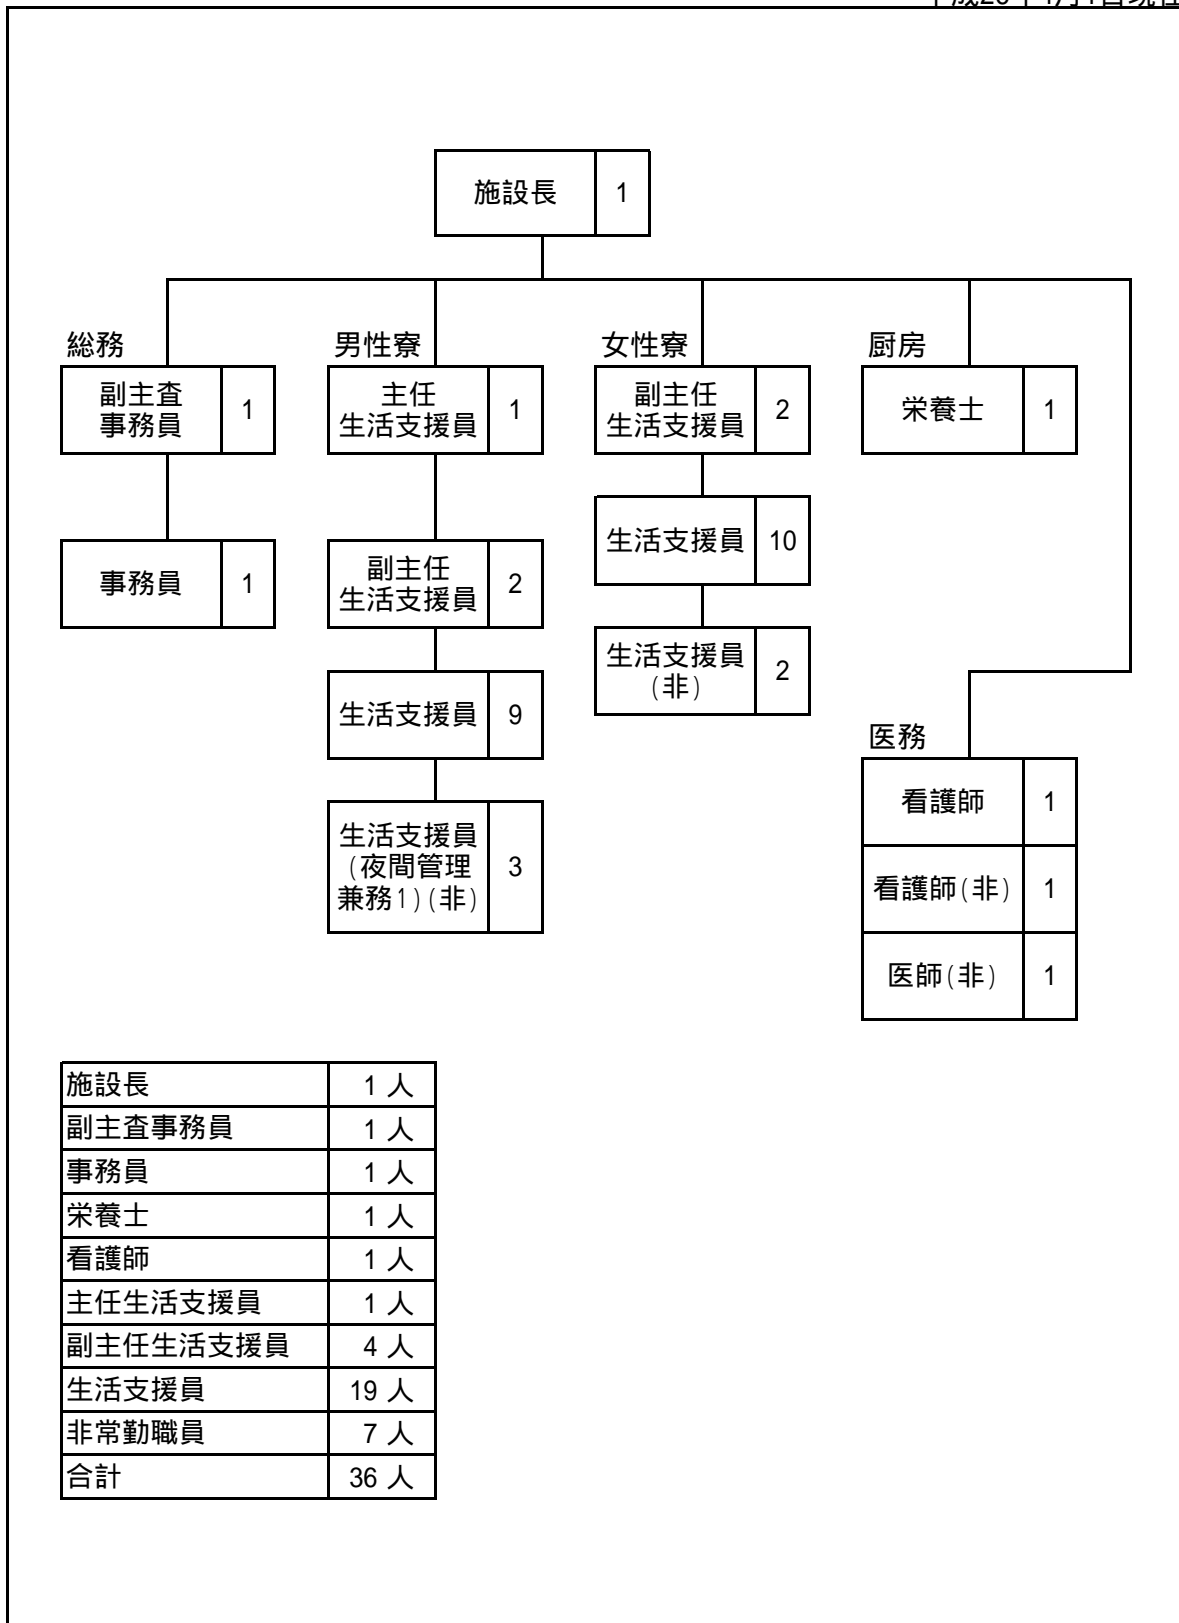 施設長 1
総務
副主査
事務員 1
事務員 1
男性寮
主任
生活支援員 1
副主任
生活支援員 2
生活支援員 9
生活支援員
(夜間管理
兼務1)(非) 3
女性寮
副主任
生活支援員 2
生活支援員 10
生活支援員
(非) 2
厨房
栄養士 1
医務
看護師 1
看護師(非) 1
医師(非) 1
施設長 1 人
副主査事務員 1 人
事務員 1 人
栄養士 1 人
看護師 1 人
主任生活支援員 1 人
副主任生活支援員 4 人
生活支援員 19 人
非常勤職員 7 人
合計 36 人